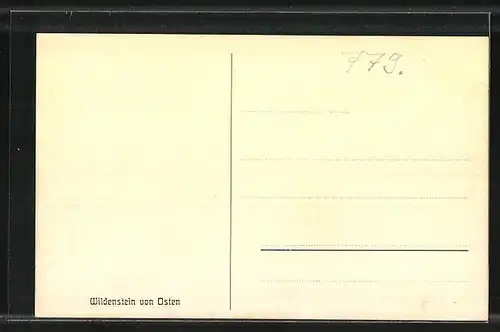 779.
Wildenstein von Osten